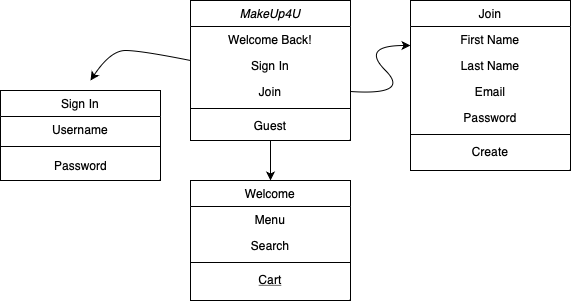 MakeUp4U
Welcome Back!
Sign In
Join
Guest
Join
First Name
Last Name
Email
Password
Create
Sign In
Username
Password
Welcome
Menu
Search
Cart